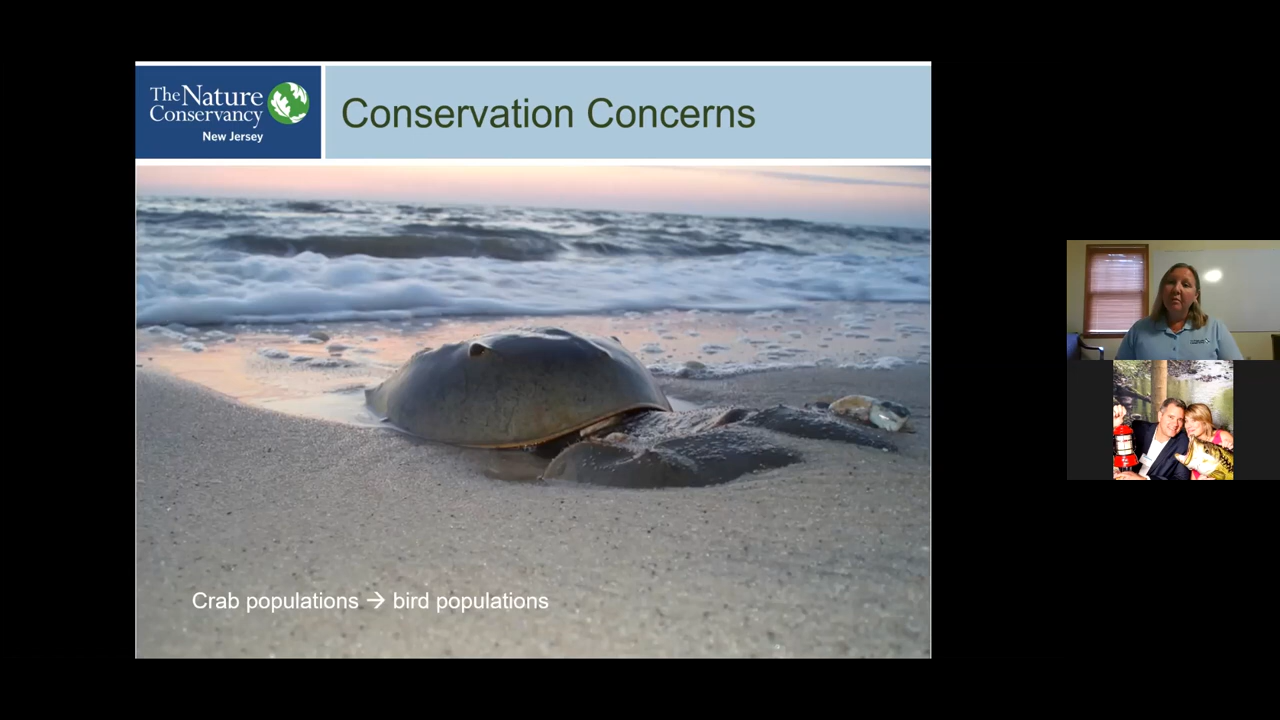 The Nature
Conservancy
New Jersey
Conservation Concerns
Crab populations → bird populations